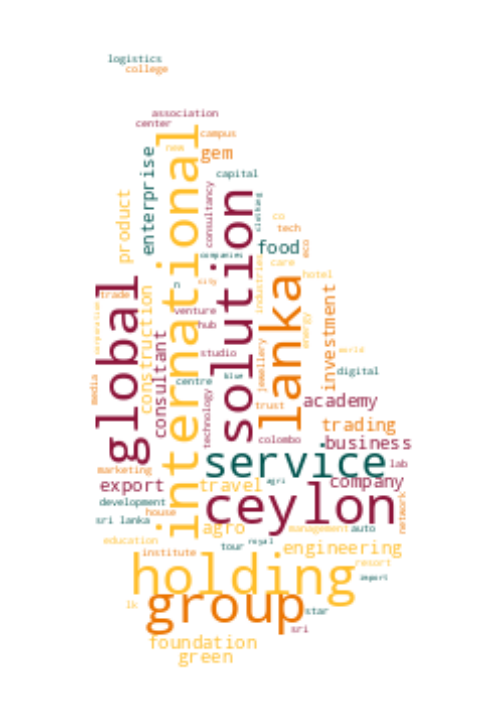 logistics
college
association
center
campus
new
gem
enterprise
international
capital
product
consultancy
solution
clothing
co
tech
food
eco
companies
care
hotel
global
trade
construction
n
city
industries
lanka
investment
energy
corporation
venture
hub
consultant
studio
jewellery
world
media
centre
blue
digital
technology
trust
academy
trading
colombo
business
service
lab
marketing
export
travel
agri
company
ceylon
development
house
network
sri lanka
agro
management
auto
education
tour
royal
engineering
institute
resort
holding
import
group
lk
star
sri
foundation
green